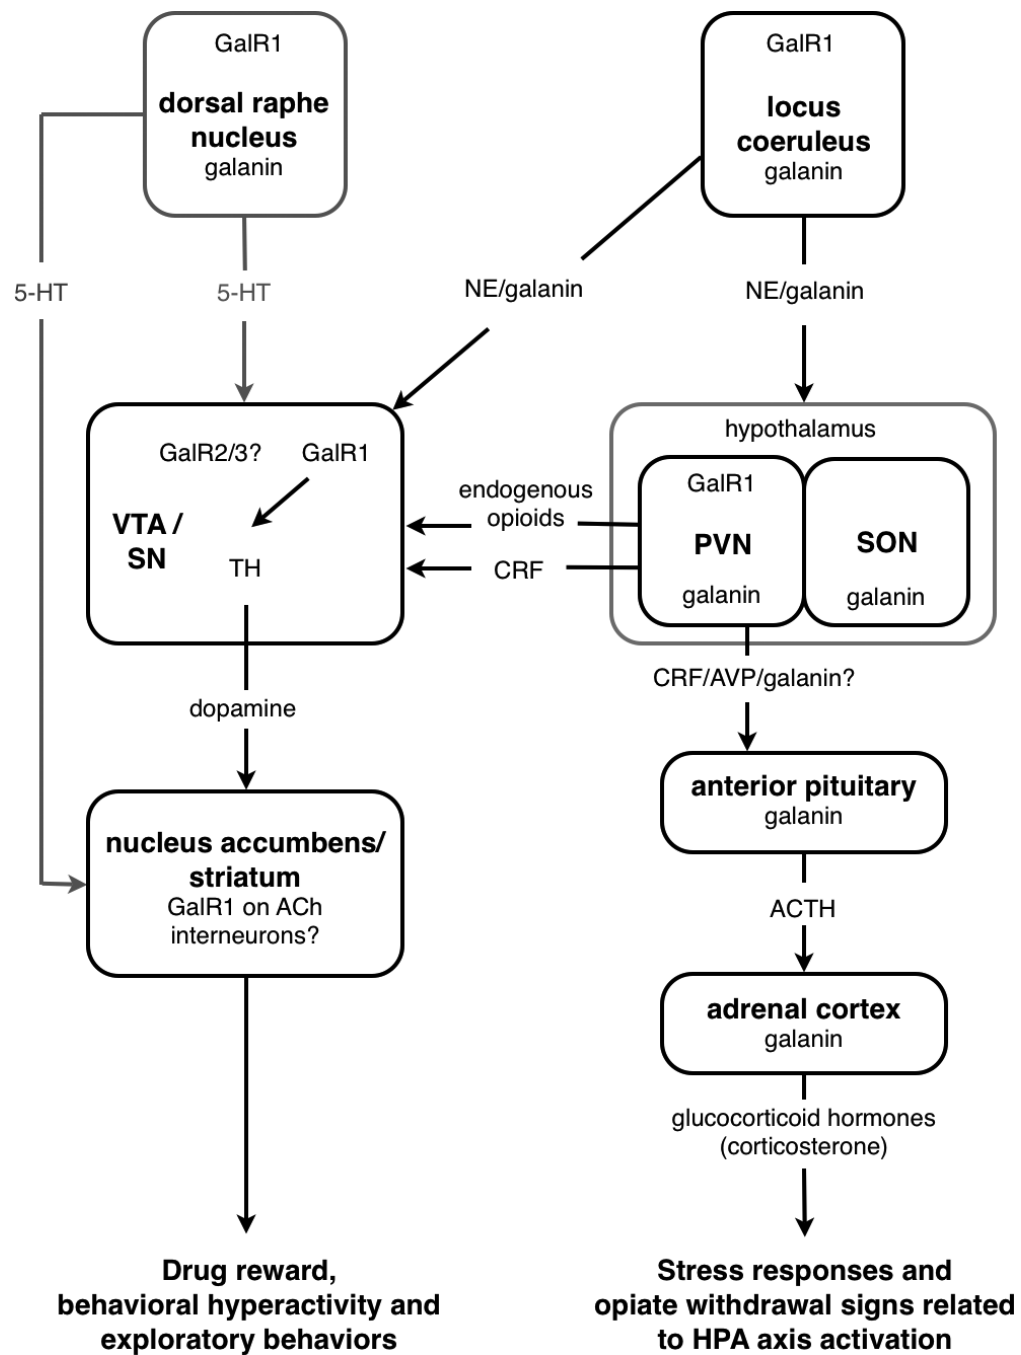 GalR1
dorsal raphe
nucleus
galanin
GalR1
locus
coeruleus
galanin
5-HT
5-HT
NE/galanin
NE/galanin
GalR2/3?
GalR1
VTA /
SN
TH
endogenous
opioids
CRF
hypothalamus
GalR1
PVN
galanin
SON
galanin
dopamine
CRF/AVP/galanin?
nucleus accumbens/
striatum
GalR1 on ACh
interneurons?
anterior pituitary
galanin
ACTH
adrenal cortex
galanin
glucocorticoid hormones
(corticosterone)
Drug reward,
behavioral hyperactivity and
exploratory behaviors
Stress responses and
opiate withdrawal signs related
to HPA axis activation